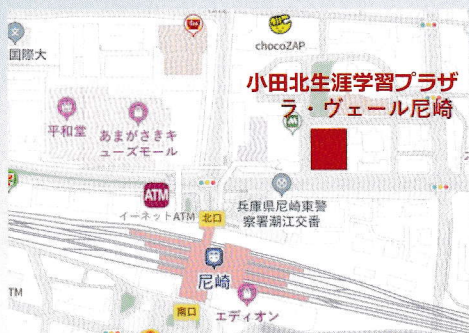 国際大
chocoZAP
小田北生涯学習プラザ
ラ・ヴェール尼崎
平和堂
あまがさきキ
ューズモール
ATM
イーネットATM
北口
兵庫県尼崎東警
察署潮江交番
尼崎
TM
南口
エディオン